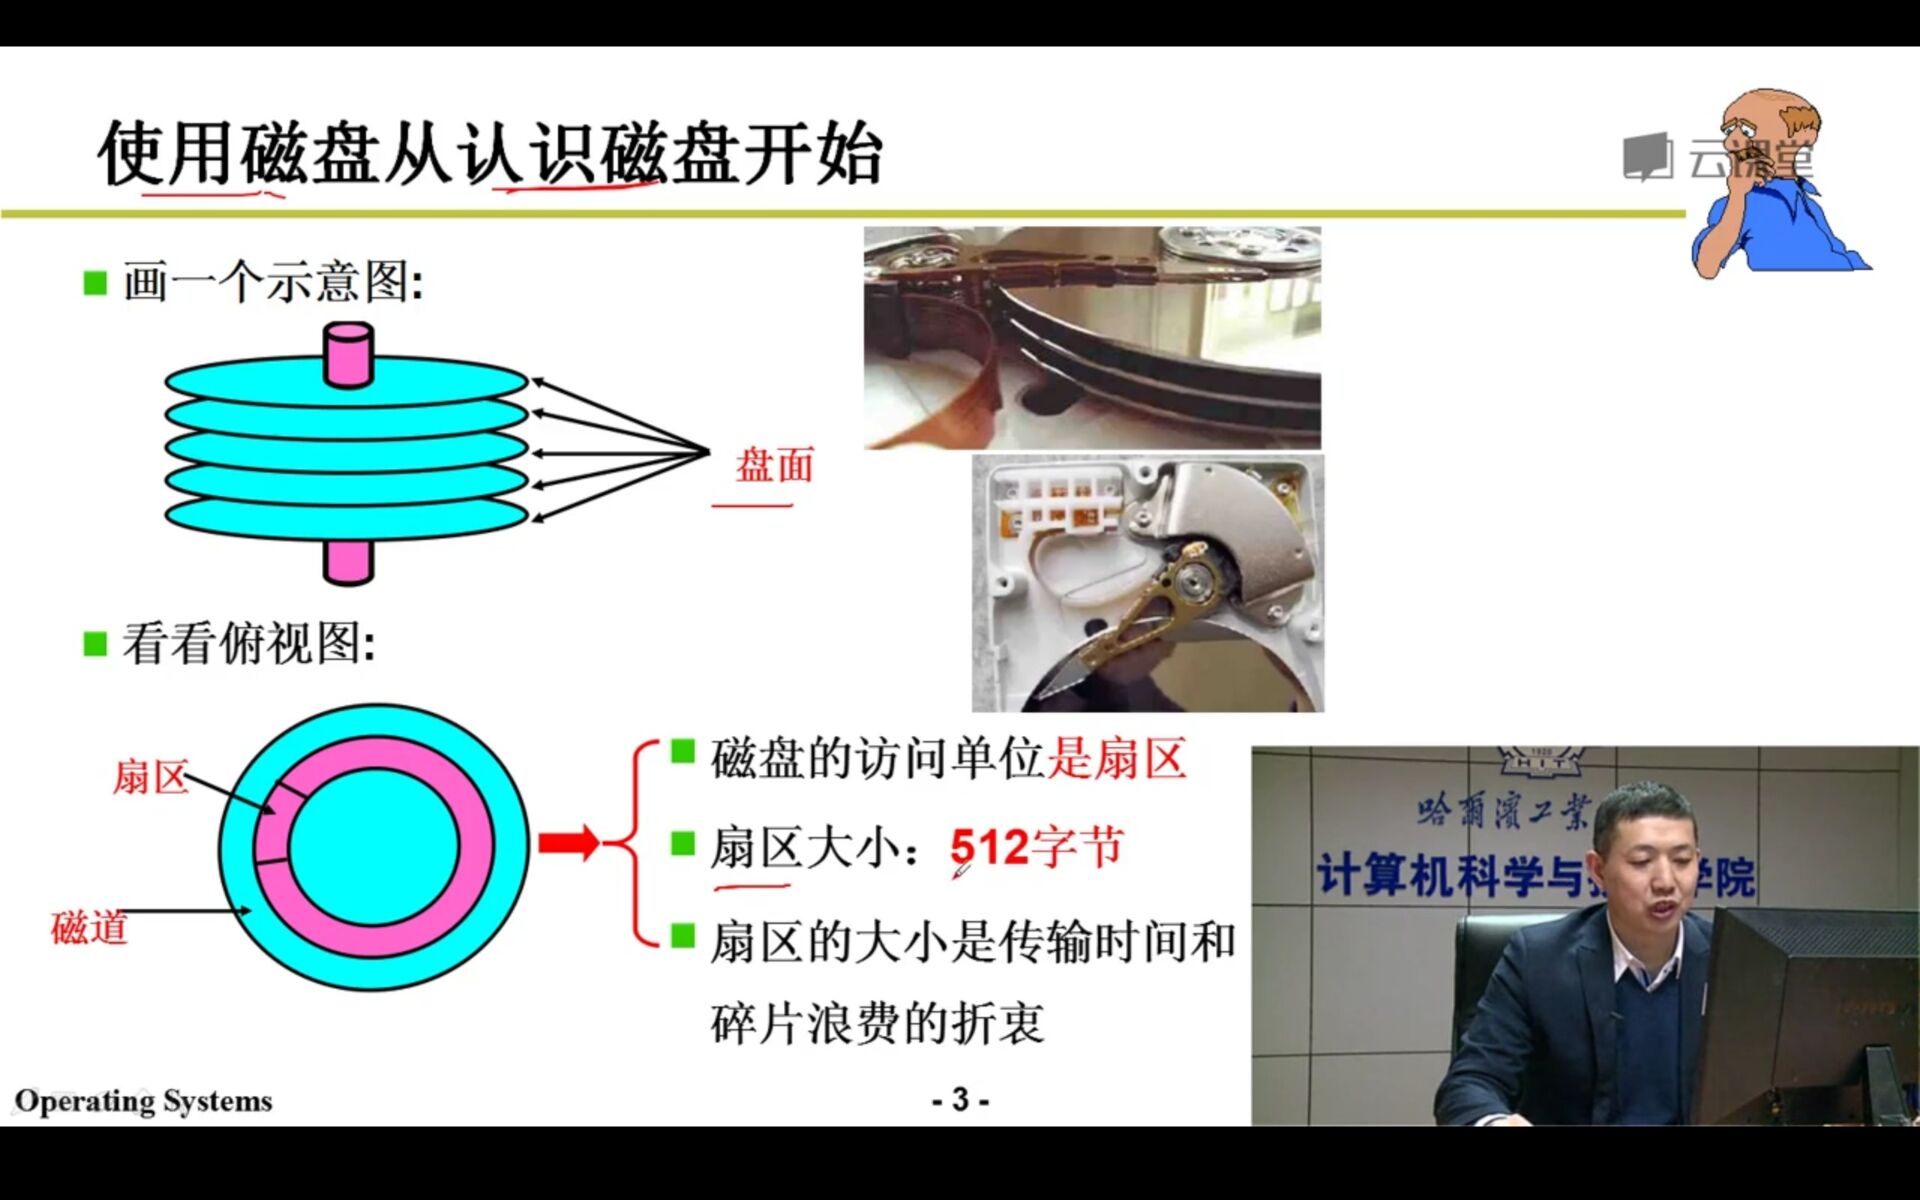 使用磁盘从认识磁盘开始
云课堂
画一个示意图:
盘面
看看俯视图:
扇区
磁道
磁盘的访问单位是扇区
扇区大小：512字节
扇区的大小是传输时间和
碎片浪费的折衷
1920
HIT
哈爾濱工業
计算机科学与
学院
Operating Systems
- 3 -